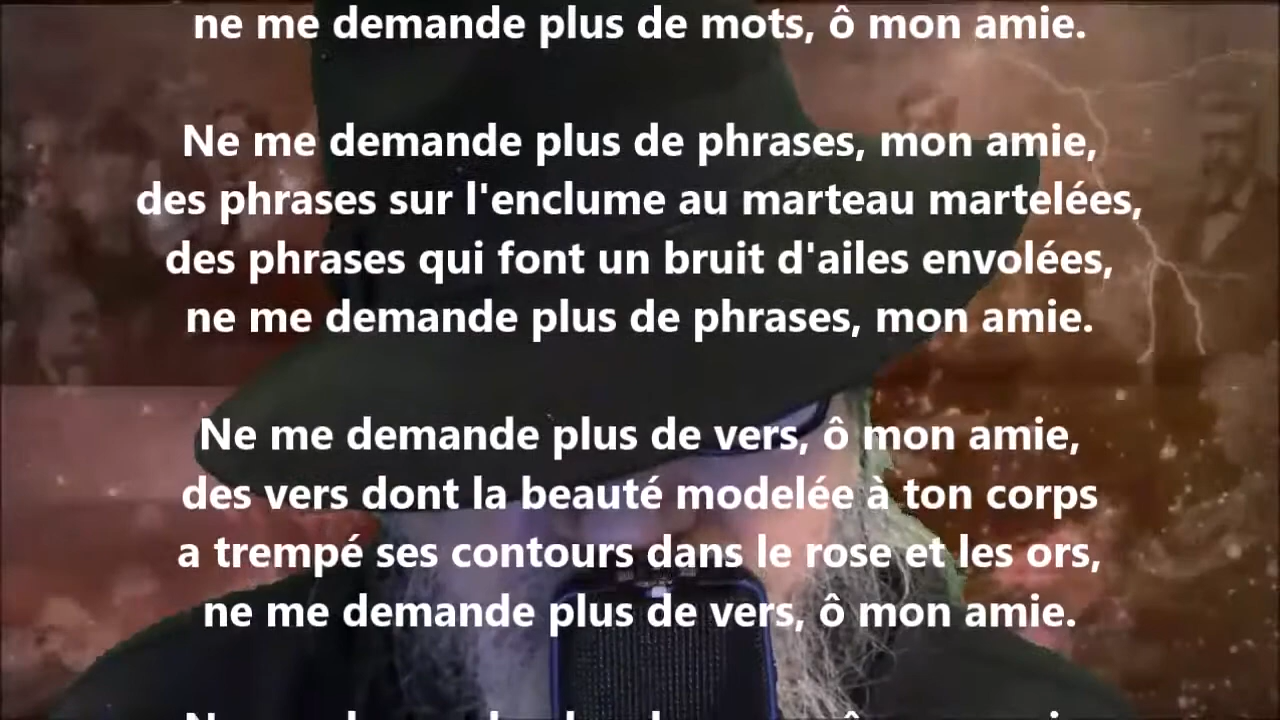 ne me demande plus de mots, ô mon amie.
Ne me demande plus de phrases, mon amie,
des phrases sur l'enclume au marteau martelées,
des phrases qui font un bruit d'ailes envolées,
ne me demande plus de phrases, mon amie.
Ne me demande plus de vers, ô mon amie,
des vers dont la beauté modelée à ton corps
a trempé ses contours dans le rose et les ors,
ne me demande plus de vers, ô mon amie.